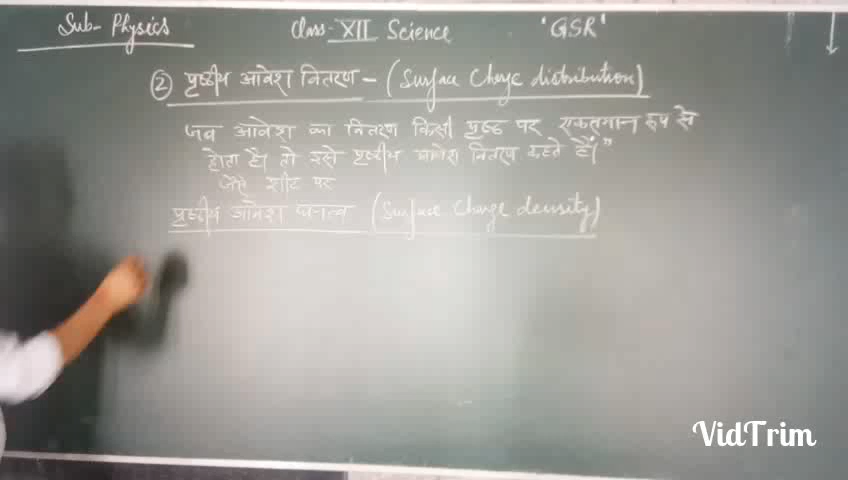 Sub- Physics Class- XII Science 'GSR'
② पृष्ठीय आवेश वितरण - (Surface Charge distribution)
जब आवेश का वितरण किसी पृष्ठ पर एकसमान रूप से
होता है। तो इसे पृष्ठीय आवेश वितरण कहते हैं।"
जैसे शीट पर
पृष्ठीय आवेश घनत्व (Surface Charge density)
VidTrim